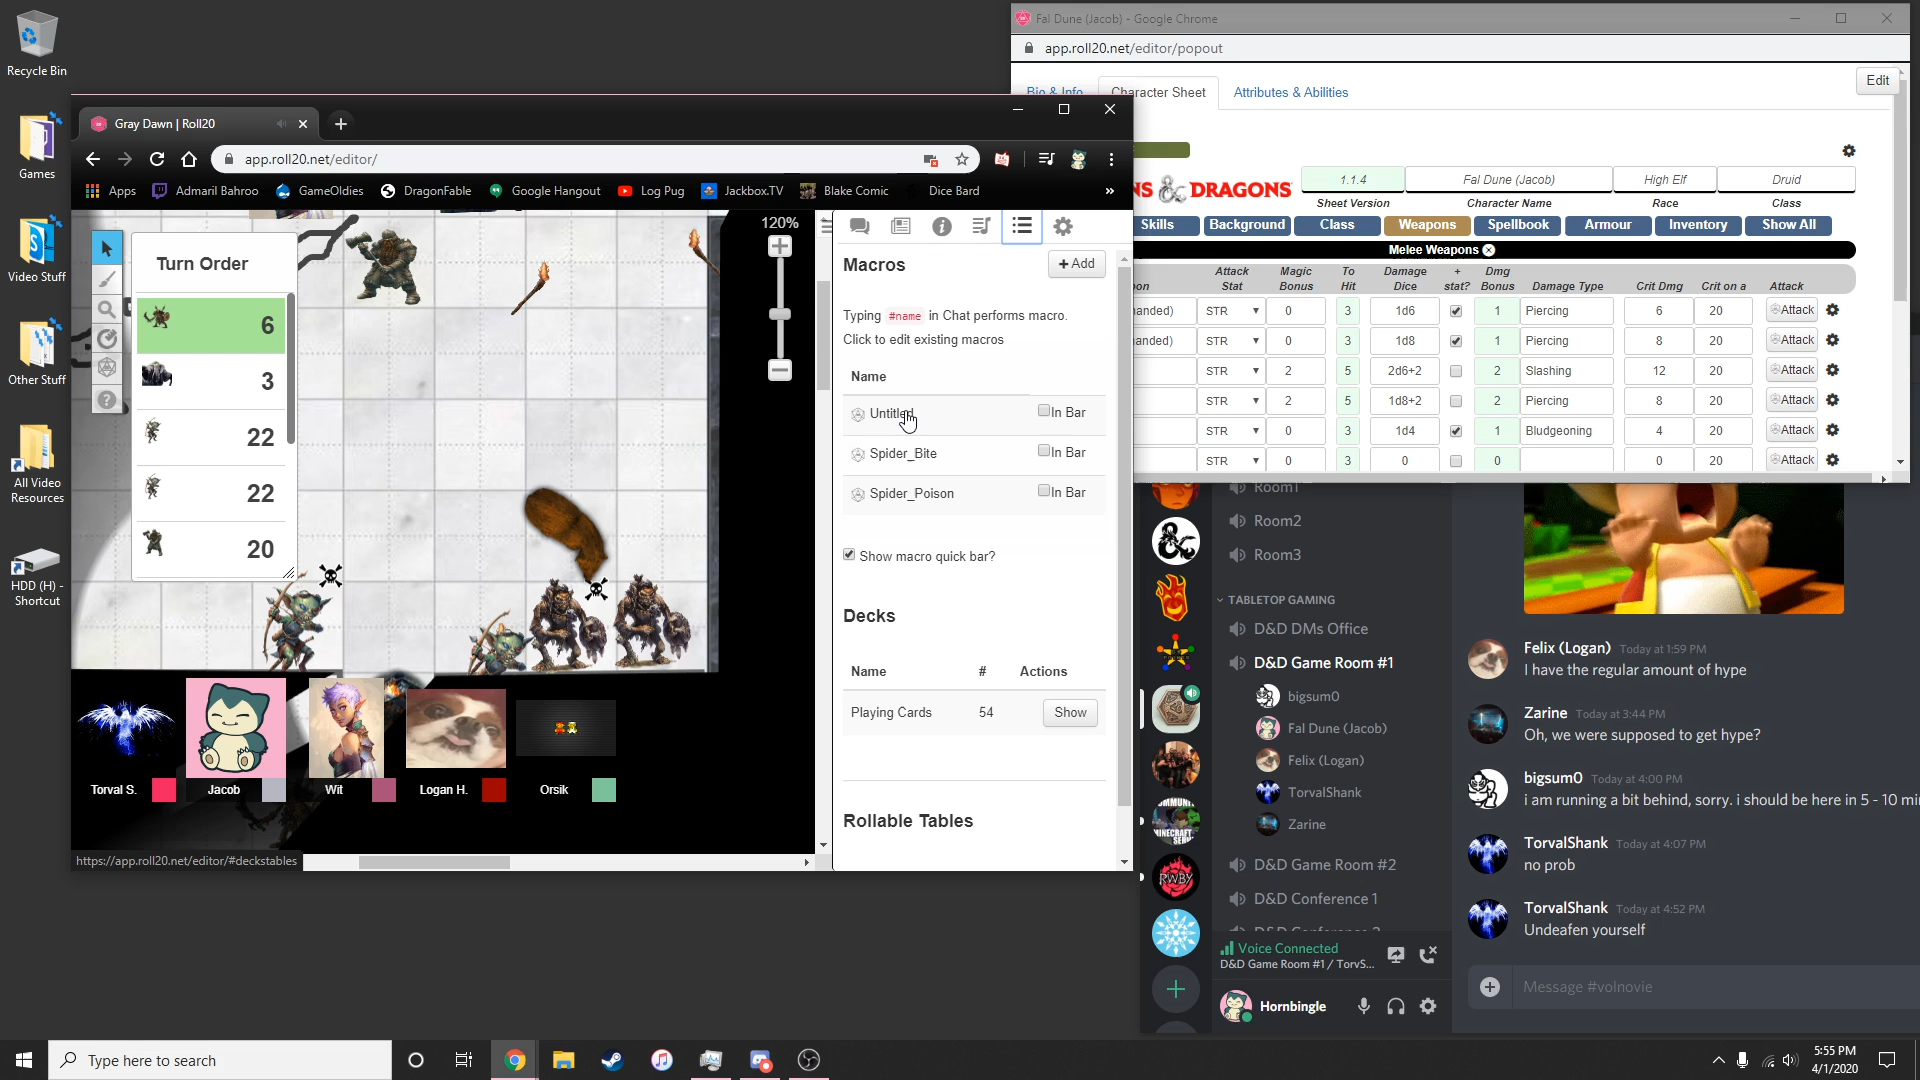 Recycle Bin
Games
Video Stuff
Other Stuff
All Video
Resources
HDD (H) -
Shortcut
Fal Dune (Jacob) - Google Chrome
app.roll20.net/editor/popout
Bio & Info
Character Sheet
Attributes & Abilities
Edit
NS & DRAGONS
1.1.4
Fal Dune (Jacob)
High Elf
Druid
Sheet Version
Character Name
Race
Class
Skills
Background
Class
Weapons
Spellbook
Armour
Inventory
Show All
Melee Weapons
Attack Stat
Magic Bonus
To Hit
Damage Dice
+ stat?
Dmg Bonus
Damage Type
Crit Dmg
Crit on a
Attack
anded) STR 0 3 1d6 1 Piercing 6 20 Attack
anded) STR 0 3 1d8 1 Piercing 8 20 Attack
STR 2 5 2d6+2 2 Slashing 12 20 Attack
STR 2 5 1d8+2 2 Piercing 8 20 Attack
STR 0 3 1d4 1 Bludgeoning 4 20 Attack
STR 0 3 0 0 0 20 Attack
Gray Dawn | Roll20
app.roll20.net/editor/
Apps
Admaril Bahroo
GameOldies
DragonFable
Google Hangout
Log Pug
Jackbox.TV
Blake Comic
Dice Bard
»
120%
Turn Order
6
3
22
22
20
Macros
+ Add
Typing #name in Chat performs macro.
Click to edit existing macros
Name
Untitled
In Bar
Spider_Bite
In Bar
Spider_Poison
In Bar
Show macro quick bar?
Decks
Name # Actions
Playing Cards 54 Show
Rollable Tables
Torval S.
Jacob
Wit
Logan H.
Orsik
https://app.roll20.net/editor/#deckstables
Room1
Room2
Room3
TABLETOP GAMING
D&D DMs Office
D&D Game Room #1
bigsum0
Fal Dune (Jacob)
Felix (Logan)
TorvalShank
Zarine
D&D Game Room #2
D&D Conference 1
D&D Conference 2
MINECRAFT
RWBY
Voice Connected
D&D Game Room #1 / TorvS...
Hornbingle
Felix (Logan) Today at 1:59 PM
I have the regular amount of hype
Zarine Today at 3:44 PM
Oh, we were supposed to get hype?
bigsum0 Today at 4:00 PM
i am running a bit behind, sorry. i should be here in 5 - 10 mi
TorvalShank Today at 4:07 PM
no prob
TorvalShank Today at 4:52 PM
Undeafen yourself
Message #volnovie
Type here to search
5:55 PM
4/1/2020